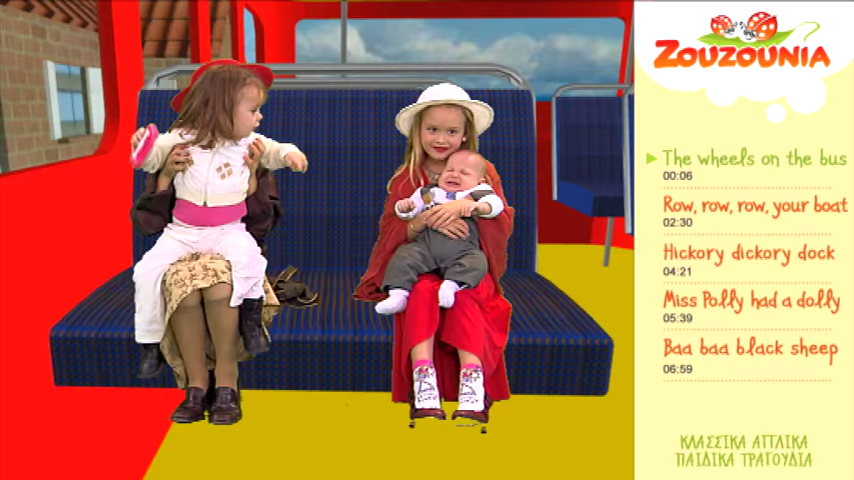 ZOUZOUNIA
The wheels on the bus
00:06
Row, row, row, your boat
02:30
Hickory dickory dock
04:21
Miss Polly had a dolly
05:39
Baa baa black sheep
06:59
ΚΛΑΣΣΙΚΑ ΑΓΓΛΙΚΑ
ΠΑΙΔΙΚΑ ΤΡΑΓΟΥΔΙΑ